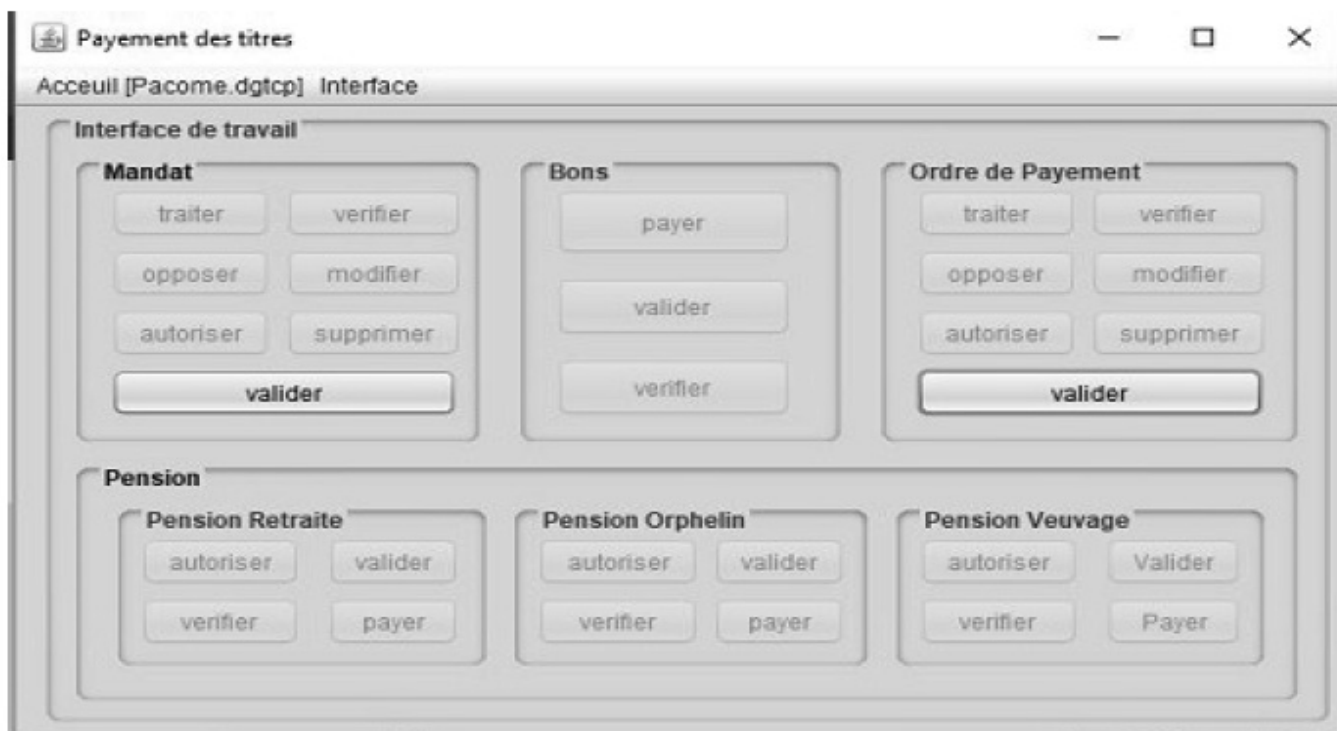 Payement des titres
Acceuil [Pacome.dgtcp] Interface
Interface de travail
Mandat
traiter verifier
opposer modifier
autoriser supprimer
valider
Bons
payer
valider
verifier
Ordre de Payement
traiter verifier
opposer modifier
autoriser supprimer
valider
Pension
Pension Retraite
autoriser valider
verifier payer
Pension Orphelin
autoriser valider
verifier payer
Pension Veuvage
autoriser Valider
verifier Payer